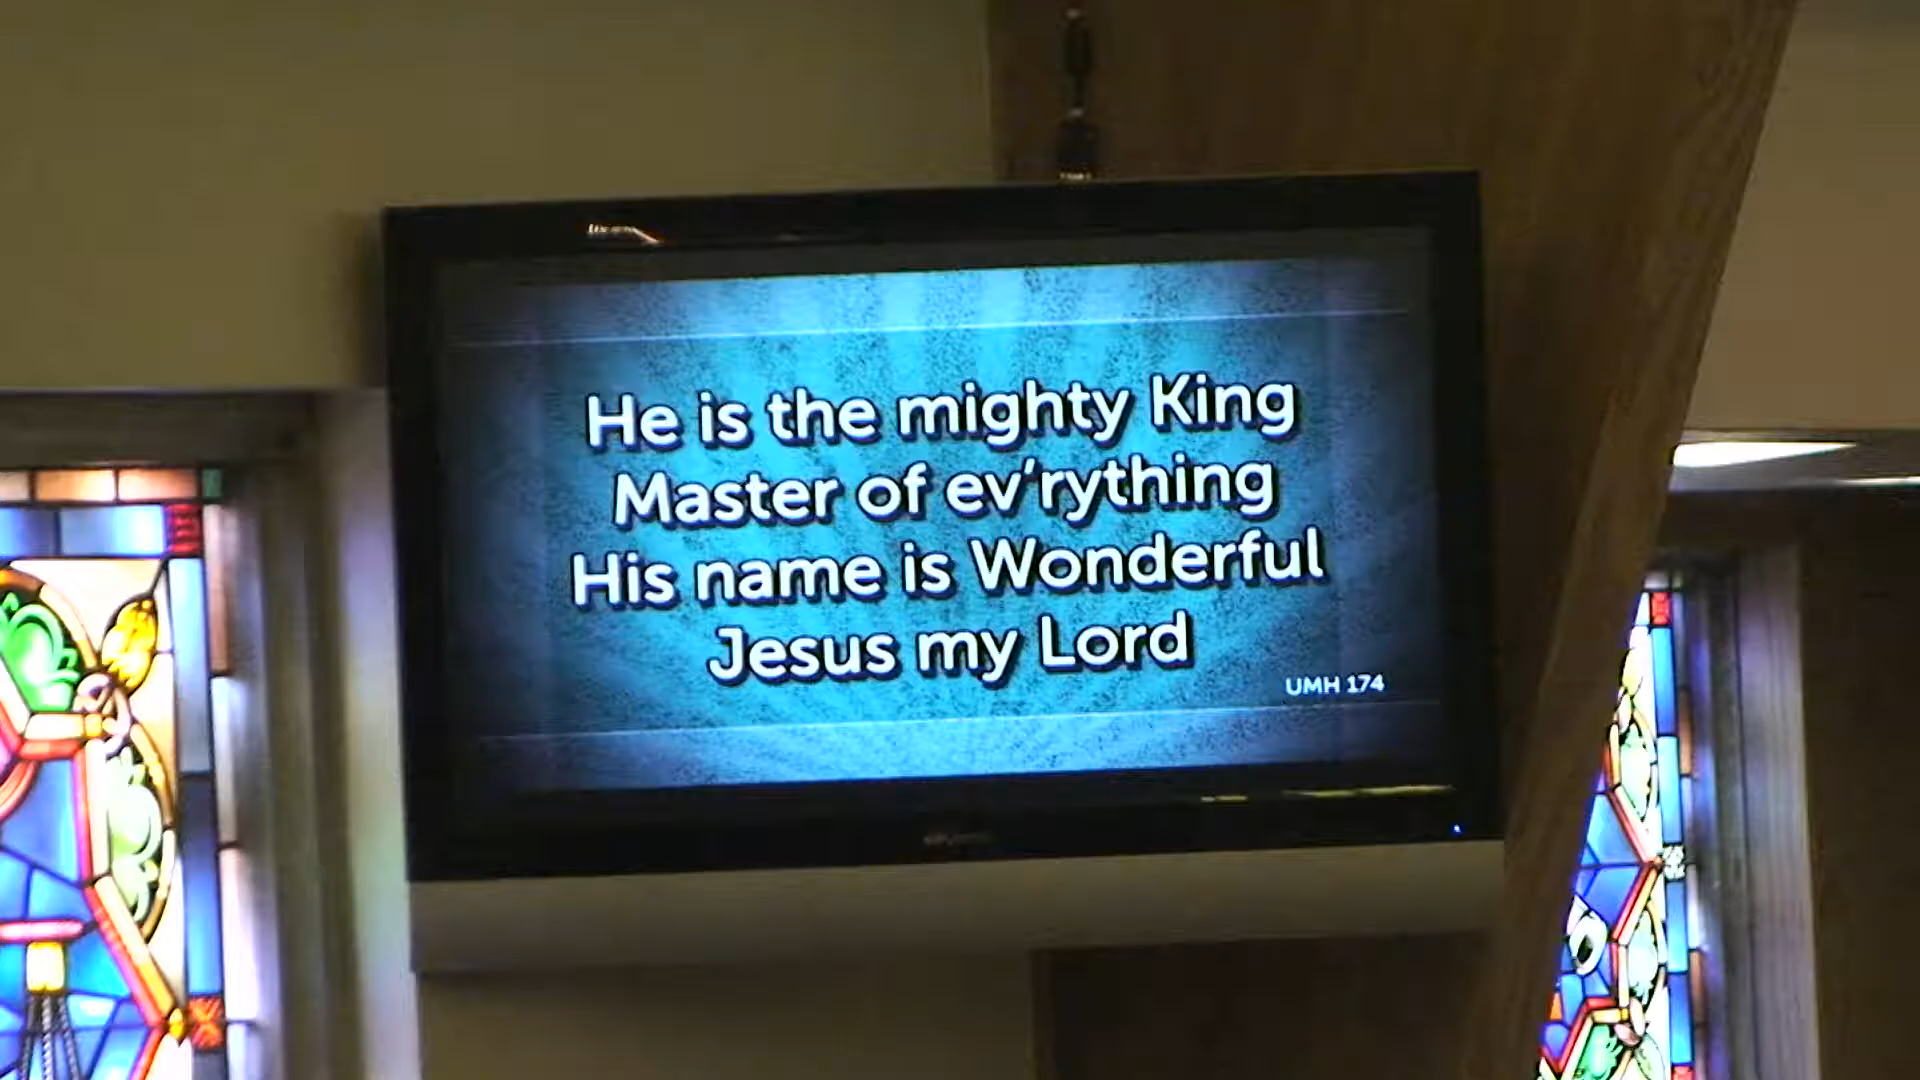 He is the mighty King
Master of ev'rything
His name is Wonderful
Jesus my Lord
UMH 174